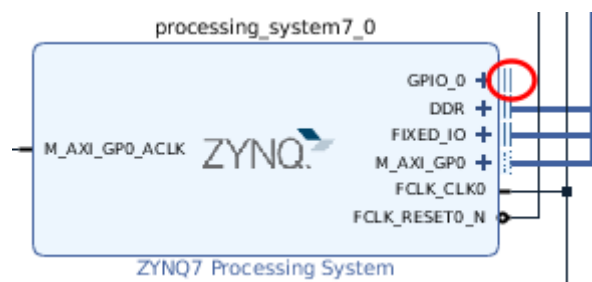 processing_system7_0
GPIO_0
DDR
FIXED_IO
M_AXI_GP0_ACLK
ZYNQ
M_AXI_GP0
FCLK_CLK0
FCLK_RESET0_N
ZYNQ7 Processing System